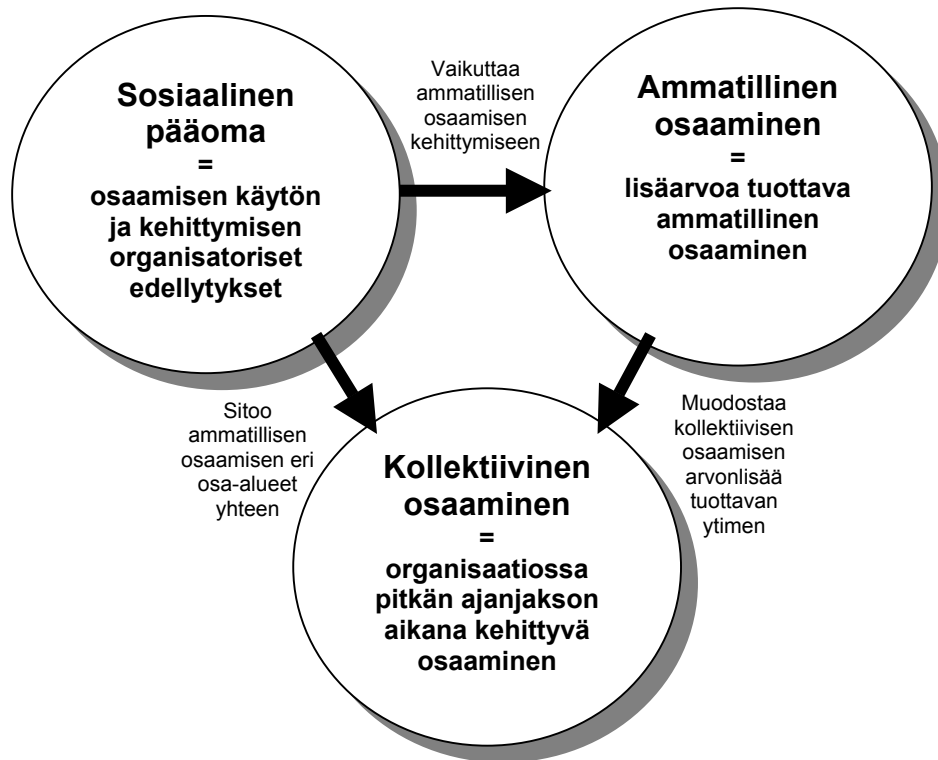 Sosiaalinen
pääoma
=
osaamisen käytön
ja kehittymisen
organisatoriset
edellytykset
Vaikuttaa
ammatillisen
osaamisen
kehittymiseen
Ammatillinen
osaaminen
=
lisäarvoa tuottava
ammatillinen
osaaminen
Sitoo
ammatillisen
osaamisen eri
osa-alueet
yhteen
Kollektiivinen
osaaminen
=
organisaatiossa
pitkän ajanjakson
aikana kehittyvä
osaaminen
Muodostaa
kollektiivisen
osaamisen
arvonlisää
tuottavan
ytimen